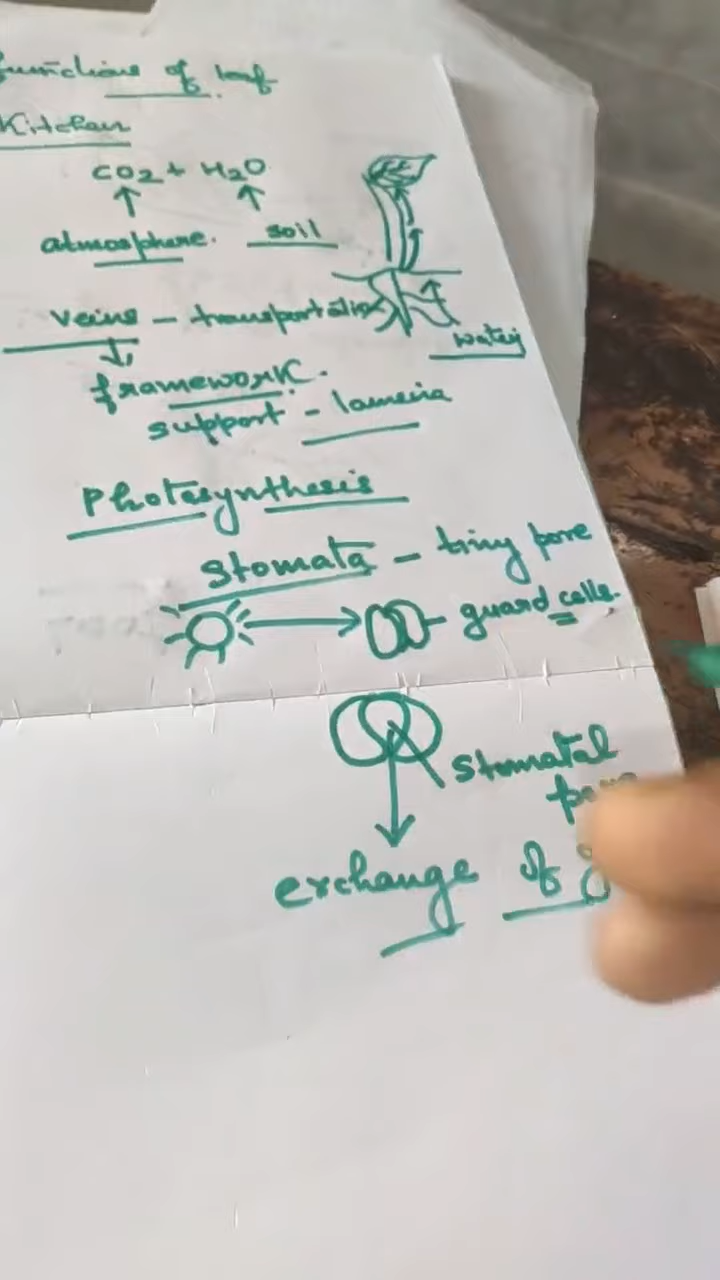 functions of leaf
Kitchen
CO2 + H2O
atmosphere. soil
veins - transportation
water
framework.
support - lamina
Photosynthesis
Stomata - tiny pore
guard cells.
Stomatal
exchange of